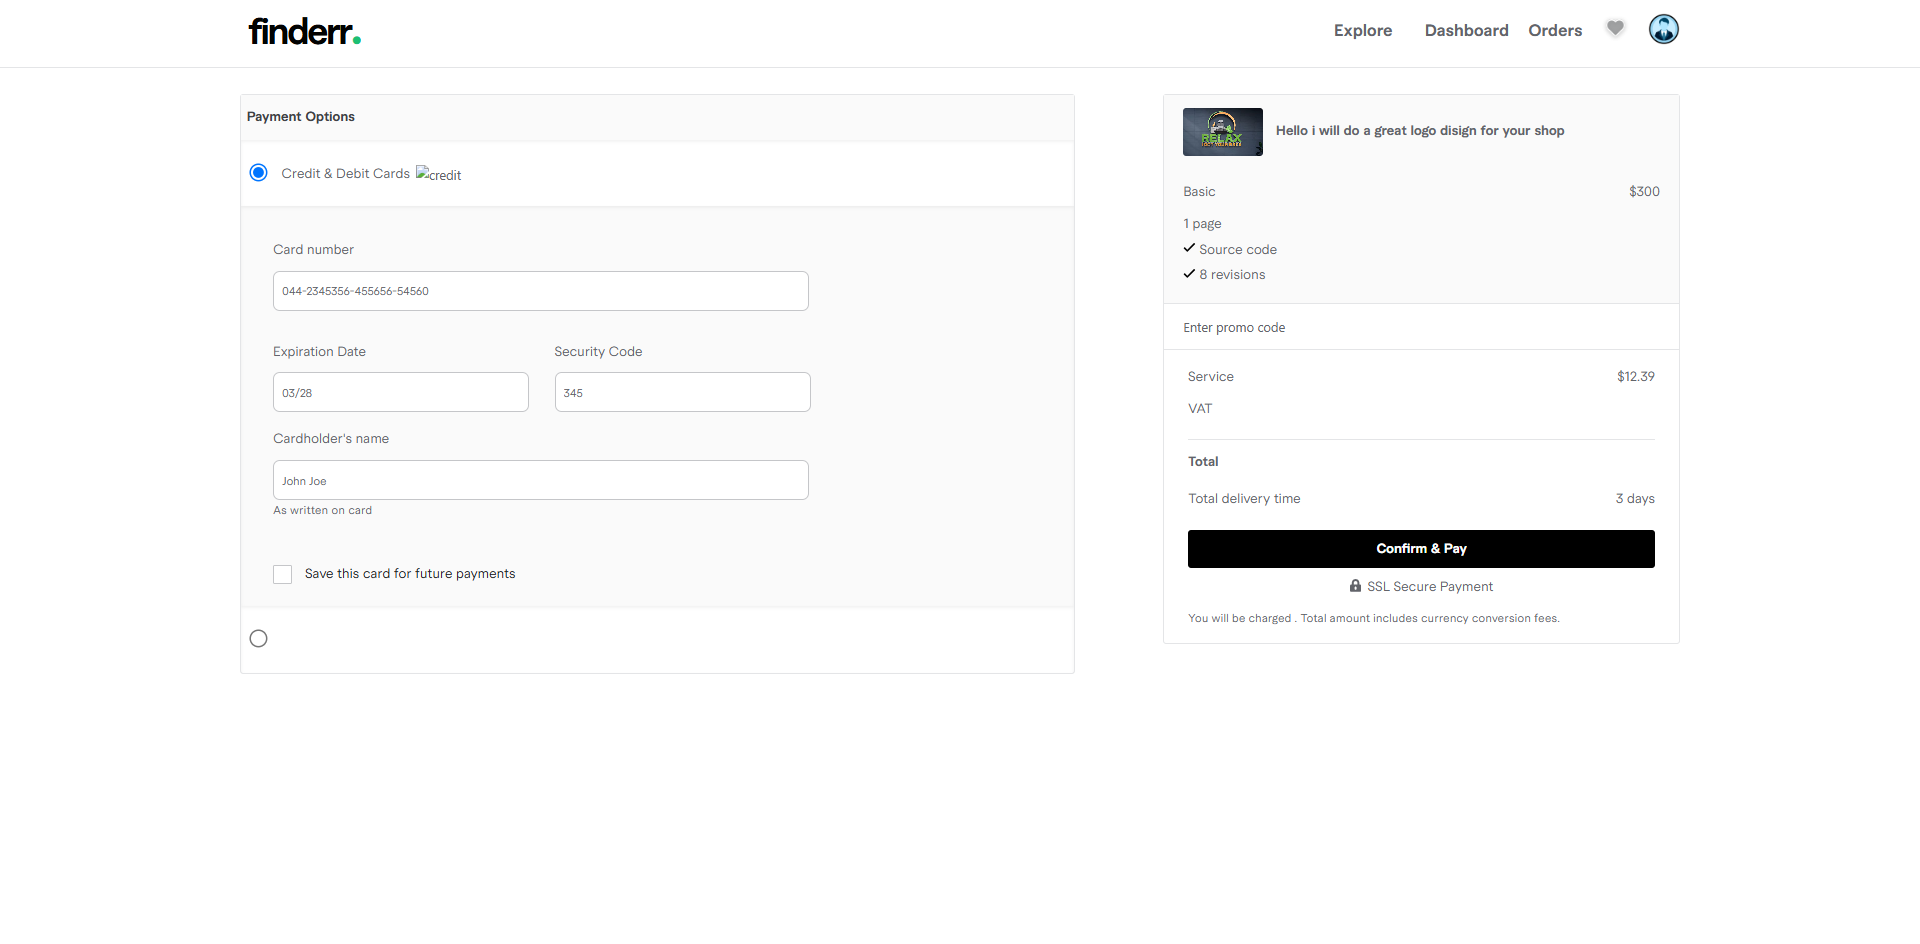 finderr.
Explore Dashboard Orders
Payment Options
Credit & Debit Cards credit
Card number
044-2345356-455656-54560
Expiration Date Security Code
03/28 345
Cardholder's name
John Joe
As written on card
Save this card for future payments
RELAX
Hello i will do a great logo disign for your shop
Basic $300
1 page
Source code
8 revisions
Enter promo code
Service $12.39
VAT
Total
Total delivery time 3 days
Confirm & Pay
SSL Secure Payment
You will be charged . Total amount includes currency conversion fees.